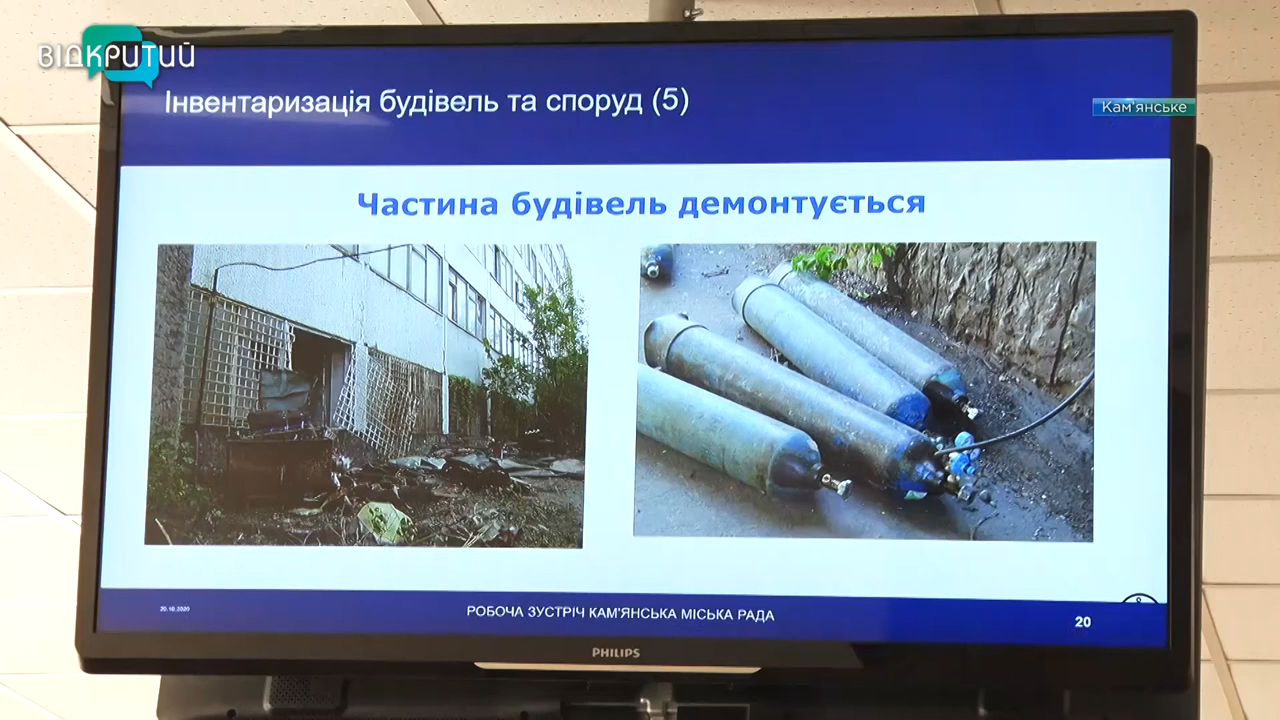 ВІДКРИТИЙ
Інвентаризація будівель та споруд (5)
Кам'янське
Частина будівель демонтується
20.10.2020
РОБОЧА ЗУСТРІЧ КАМ'ЯНСЬКА МІСЬКА РАДА
20
PHILIPS